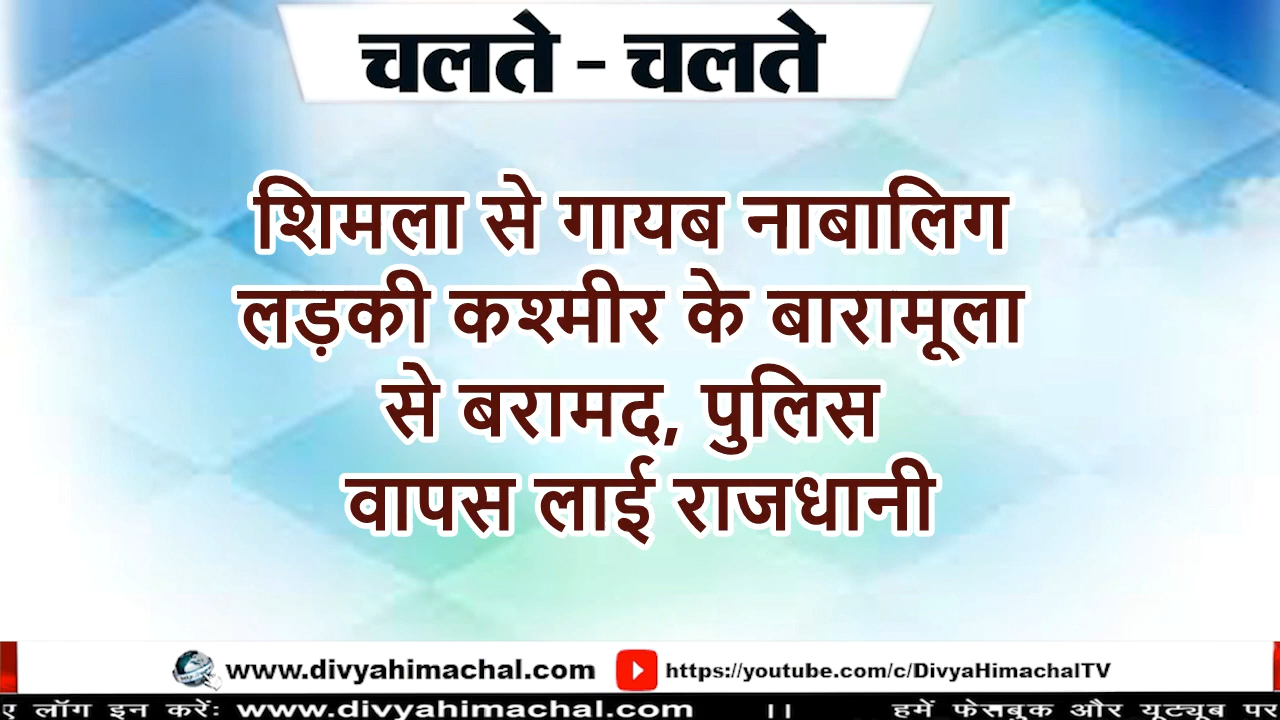 चलते - चलते
शिमला से गायब नाबालिग
लड़की कश्मीर के बारामूला
से बरामद, पुलिस
वापस लाई राजधानी
www.divyahimachal.com https://youtube.com/c/DivyaHimachalTV
ए लॉग इन करें: www.divyahimachal.com ।। हमें फेसबुक और यूट्यूब पर